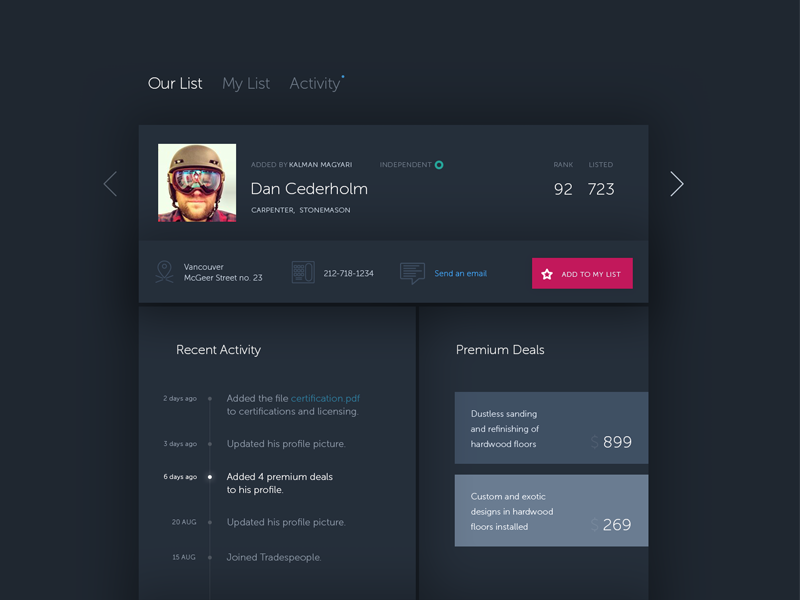 Our List My List Activity
ADDED BY KALMAN MAGYARI INDEPENDENT RANK LISTED
Dan Cederholm 92 723
CARPENTER, STONEMASON
Vancouver
McGeer Street no. 23
212-718-1234
Send an email
ADD TO MY LIST
Recent Activity
2 days ago Added the file certification.pdf
to certifications and licensing.
3 days ago Updated his profile picture.
6 days ago Added 4 premium deals
to his profile.
20 AUG Updated his profile picture.
15 AUG Joined Tradespeople.
Premium Deals
Dustless sanding
and refinishing of
hardwood floors $ 899
Custom and exotic
designs in hardwood
floors installed $ 269